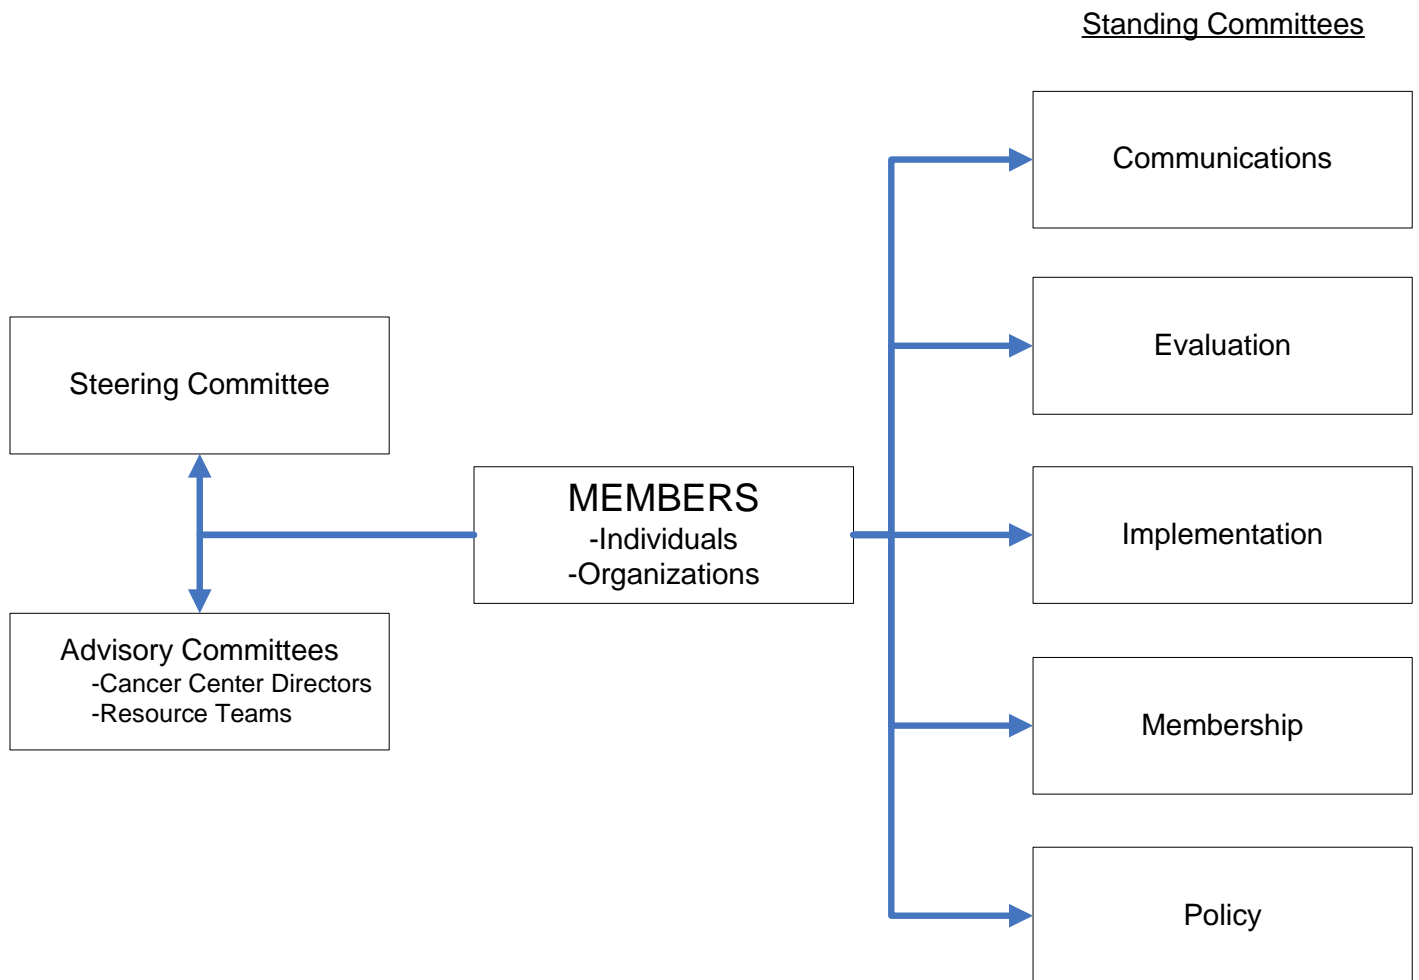 Standing Committees
Communications
Evaluation
Steering Committee
MEMBERS
-Individuals
-Organizations
Implementation
Advisory Committees
-Cancer Center Directors
-Resource Teams
Membership
Policy